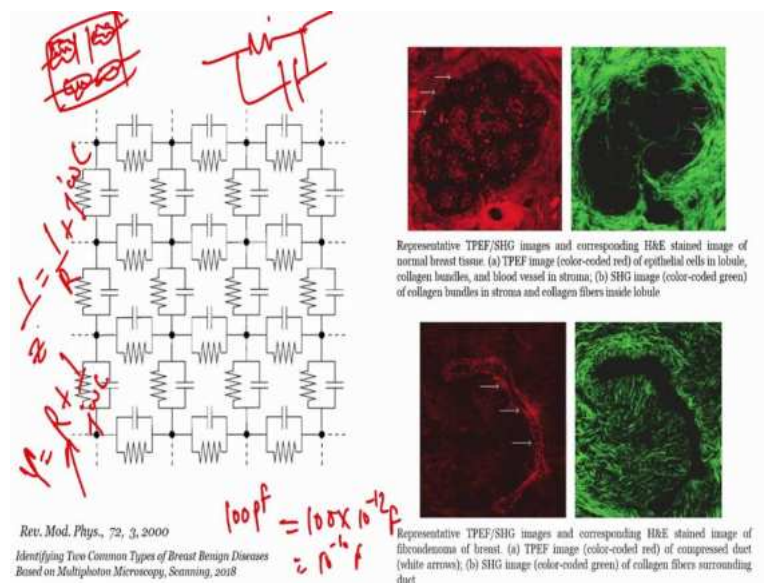 Representative TPEF/SHG images and corresponding H&E stained image of
normal breast tissue. (a) TPEF image (color-coded red) of epithelial cells in lobule,
collagen bundles, and blood vessel in stroma; (b) SHG image (color-coded green)
of collagen bundles in stroma and collagen fibers inside lobule
100pf = 100x 10^-12 f
Rev. Mod. Phys., 72, 3, 2000
Identifying Two Common Types of Breast Benign Diseases
Based on Multiphoton Microscopy, Scanning, 2018
Representative TPEF/SHG images and corresponding H&E stained image of
fibroadenoma of breast. (a) TPEF image (color-coded red) of compressed duct
(white arrows); (b) SHG image (color-coded green) of collagen fibers surrounding
duct